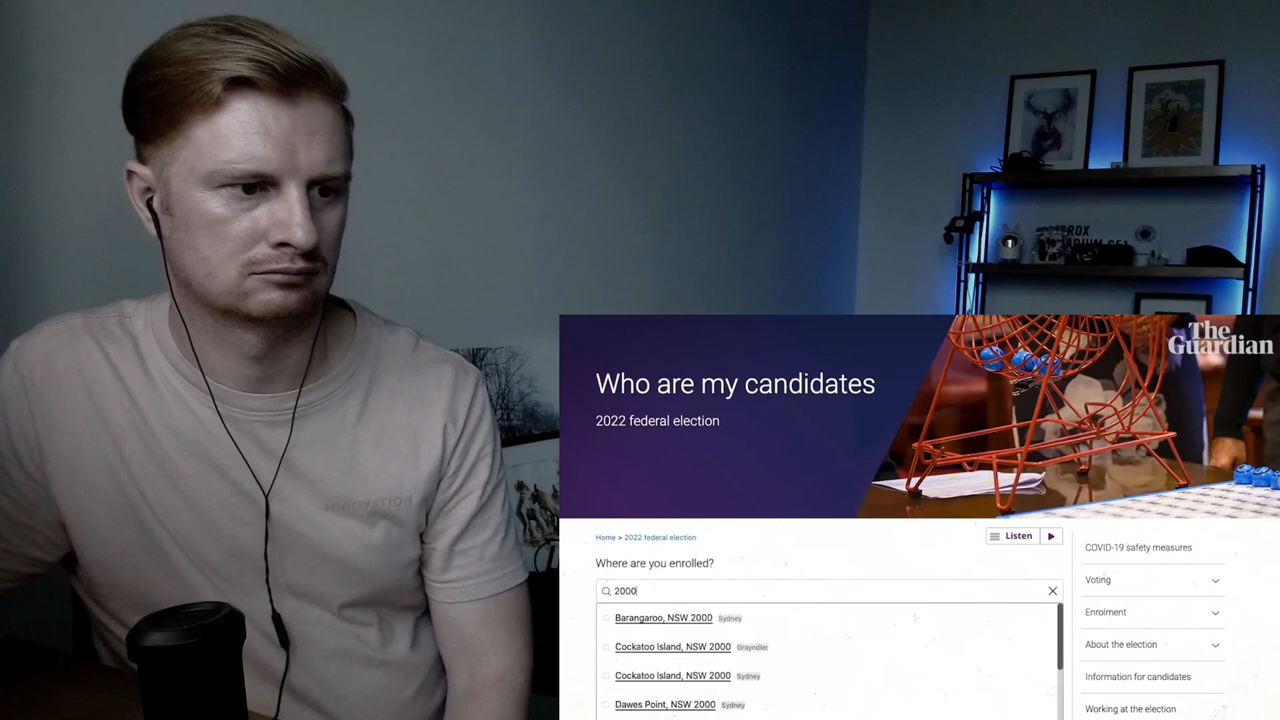 The
Guardian
Who are my candidates
2022 federal election
Home > 2022 federal election
Listen
Where are you enrolled?
2000
Barangaroo, NSW 2000 Sydney
Cockatoo Island, NSW 2000 Grayndler
Cockatoo Island, NSW 2000 Sydney
Dawes Point, NSW 2000 Sydney
COVID-19 safety measures
Voting
Enrolment
About the election
Information for candidates
Working at the election
INNOVATION